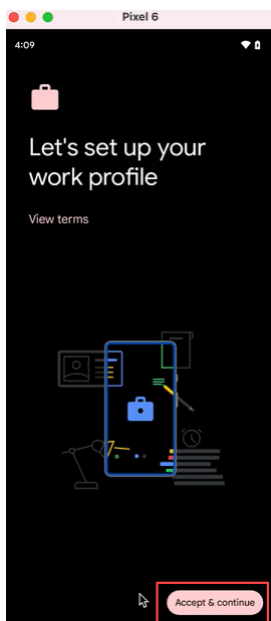 Pixel 6
4:09
Let's set up your
work profile
View terms
Accept & continue